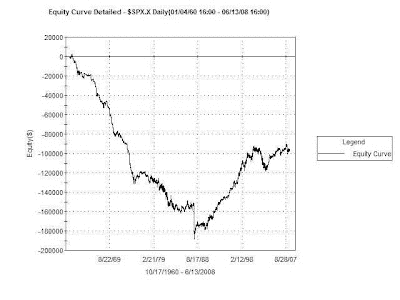 Equity Curve Detailed - $SPX.X Daily(01/04/60 16:00 - 06/13/08 16:00)
20000
0
-20000
-40000
-60000
-80000
-100000
-120000
-140000
-160000
-180000
-200000
Equity($)
8/22/69 2/21/79 8/17/88 2/12/98 8/28/07
10/17/1960 - 6/13/2008
Legend
Equity Curve